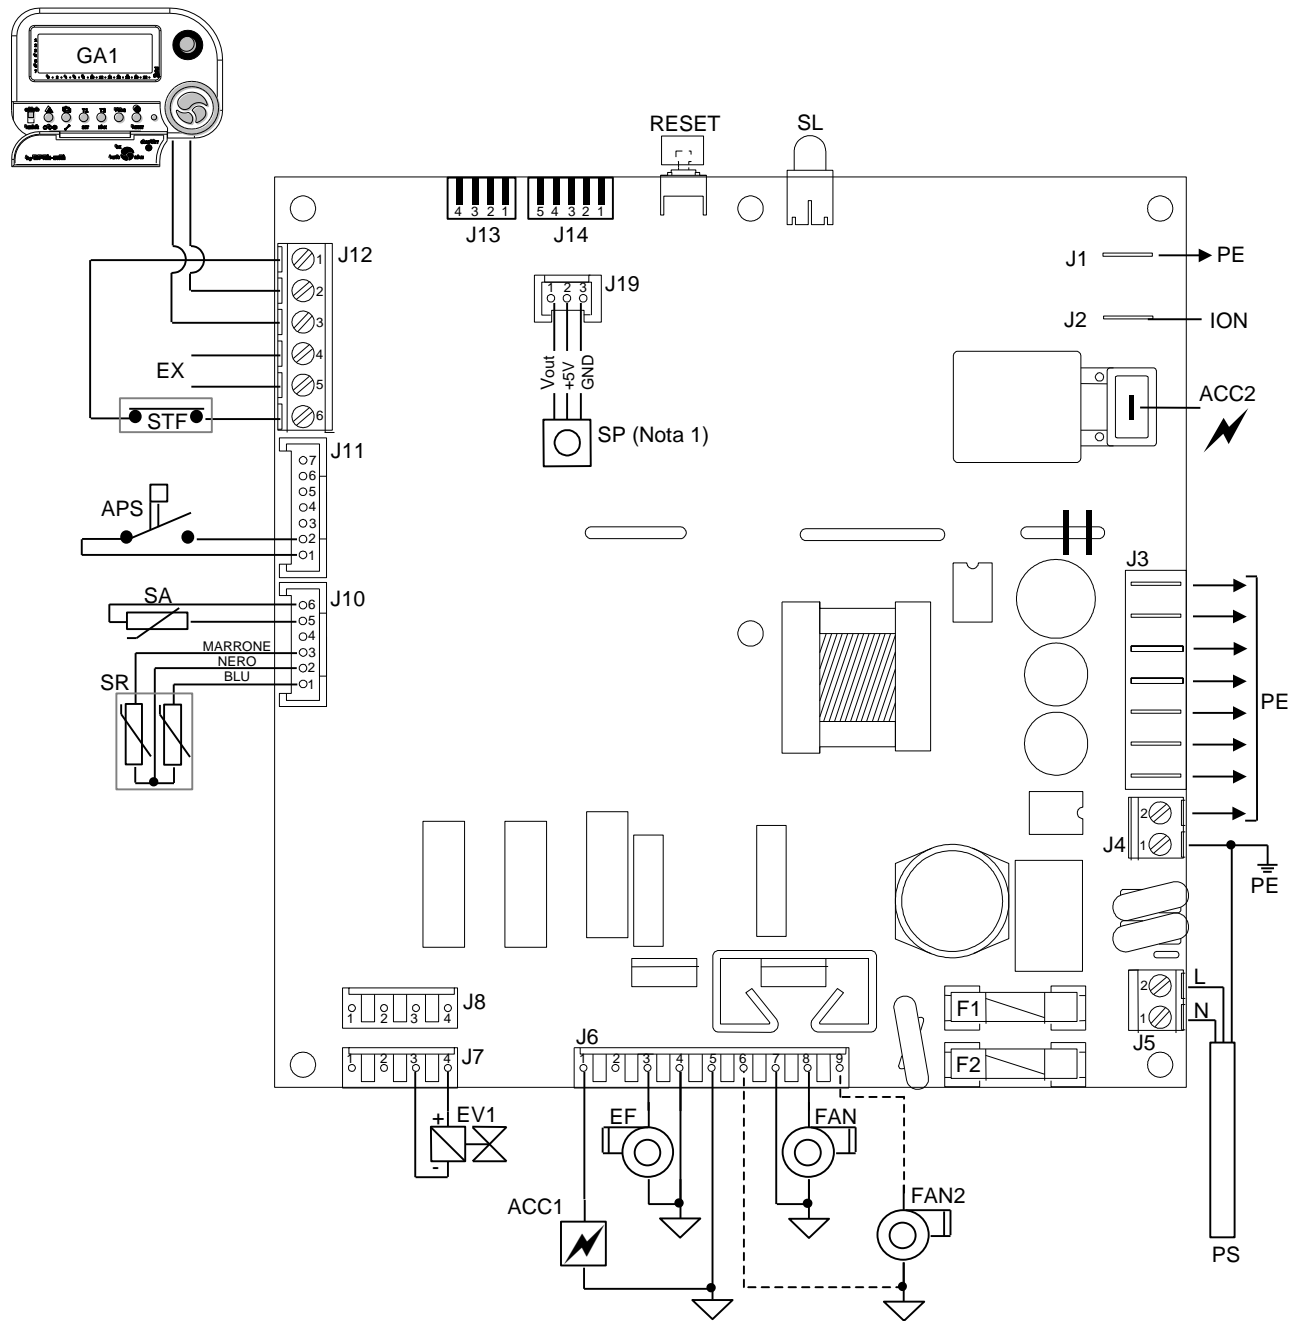 GA1
RESET
SL
4 3 2 1
J13
5 4 3 2 1
J14
J12
1
2
3
4
5
6
EX
STF
J19
1 2 3
Vout
+5V
GND
SP (Nota 1)
J1
PE
J2
ION
ACC2
J11
7
6
5
4
3
2
1
APS
J10
6
5
4
3
2
1
SA
MARRONE
NERO
BLU
SR
J3
PE
J4
2
1
PE
J5
2
1
L
N
PS
F1
F2
J8
1 2 3 4
J7
1 2 3 4
+
-
EV1
J6
1 2 3 4 5 6 7 8 9
EF
FAN
FAN2
ACC1